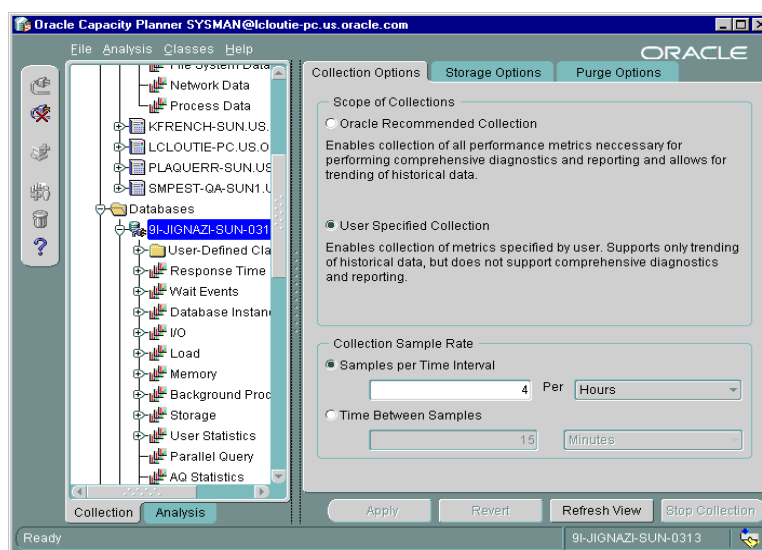 Oracle Capacity Planner SYSMAN@lcloutie-pc.us.oracle.com
File Analysis Classes Help
ORACLE
File System Data
Network Data
Process Data
KFRENCH-SUN.US.
LCLOUTIE-PC.US.O
PLAQUERR-SUN.US
SMPEST-QA-SUN1.U
Databases
9I-JIGNAZI-SUN-031
User-Defined Cla
Response Time
Wait Events
Database Instan
I/O
Load
Memory
Background Proc
Storage
User Statistics
Parallel Query
AQ Statistics
Collection Analysis
Collection Options Storage Options Purge Options
Scope of Collections
Oracle Recommended Collection
Enables collection of all performance metrics neccessary for
performing comprehensive diagnostics and reporting and allows for
trending of historical data.
User Specified Collection
Enables collection of metrics specified by user. Supports only trending
of historical data, but does not support comprehensive diagnostics
and reporting.
Collection Sample Rate
Samples per Time Interval
4 Per Hours
Time Between Samples
15 Minutes
Apply Revert Refresh View Stop Collection
Ready 9I-JIGNAZI-SUN-0313